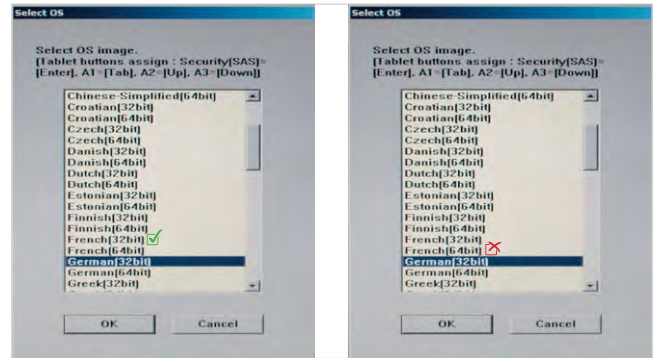 Select OS
Select OS image.
[Tablet buttons assign : Security(SAS)=
[Enter], A1=[Tab], A2=[Up], A3=[Down]]
Chinese-Simplified(64bit)
Croatian(32bit)
Croatian(64bit)
Czech(32bit)
Czech(64bit)
Danish(32bit)
Danish(64bit)
Dutch(32bit)
Dutch(64bit)
Estonian(32bit)
Estonian(64bit)
Finnish(32bit)
Finnish(64bit)
French(32bit)
French(64bit)
German(32bit)
German(64bit)
Greek(32bit)
OK
Cancel
Select OS
Select OS image.
[Tablet buttons assign : Security(SAS)=
[Enter], A1=[Tab], A2=[Up], A3=[Down]]
Chinese-Simplified(64bit)
Croatian(32bit)
Croatian(64bit)
Czech(32bit)
Czech(64bit)
Danish(32bit)
Danish(64bit)
Dutch(32bit)
Dutch(64bit)
Estonian(32bit)
Estonian(64bit)
Finnish(32bit)
Finnish(64bit)
French(32bit)
French(64bit)
German(32bit)
German(64bit)
Greek(32bit)
OK
Cancel